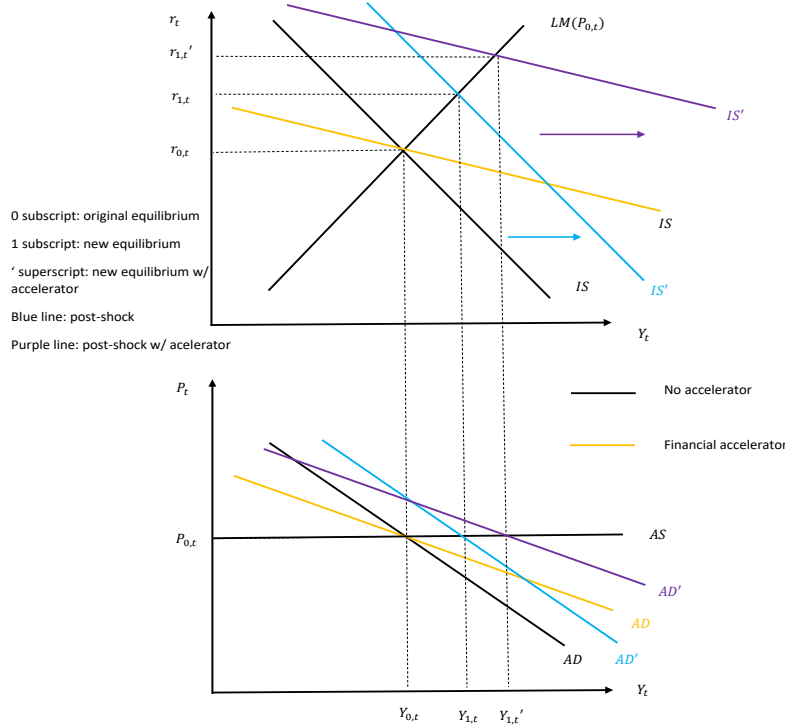 r_t
LM(P_{0,t})
r_{1,t}'
r_{1,t}
IS'
r_{0,t}
0 subscript: original equilibrium
IS
1 subscript: new equilibrium
‘ superscript: new equilibrium w/
accelerator
IS
IS'
Blue line: post-shock
Y_t
Purple line: post-shock w/ acelerator
P_t
No accelerator
Financial accelerator
P_{0,t}
AS
AD'
AD
AD
AD'
Y_{0,t}
Y_{1,t}
Y_{1,t}'
Y_t